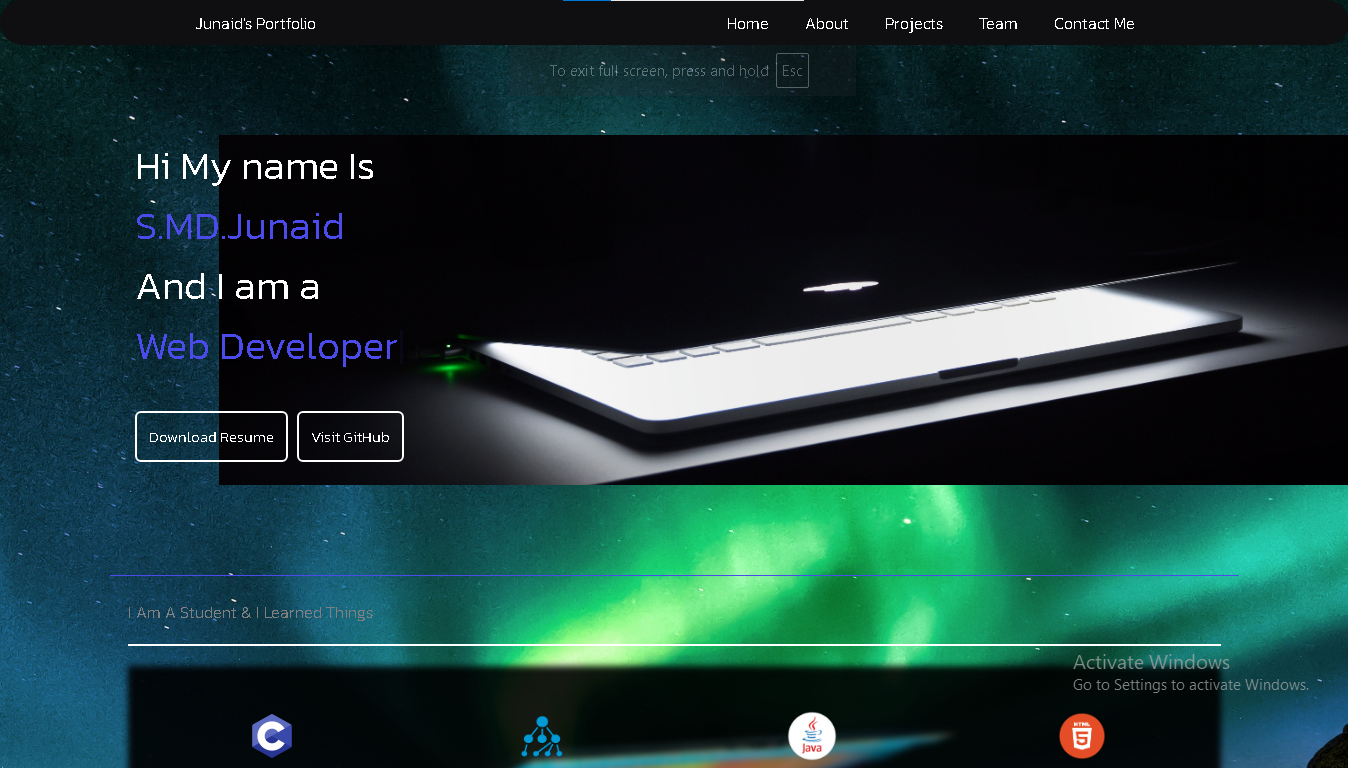 Junaid's Portfolio Home About Projects Team Contact Me
To exit full screen, press and hold Esc
Hi My name Is
S.MD.Junaid
And I am a
Web Developer
Download Resume Visit GitHub
I Am A Student & I Learned Things
Activate Windows
Go to Settings to activate Windows.
C
Java
HTML
5